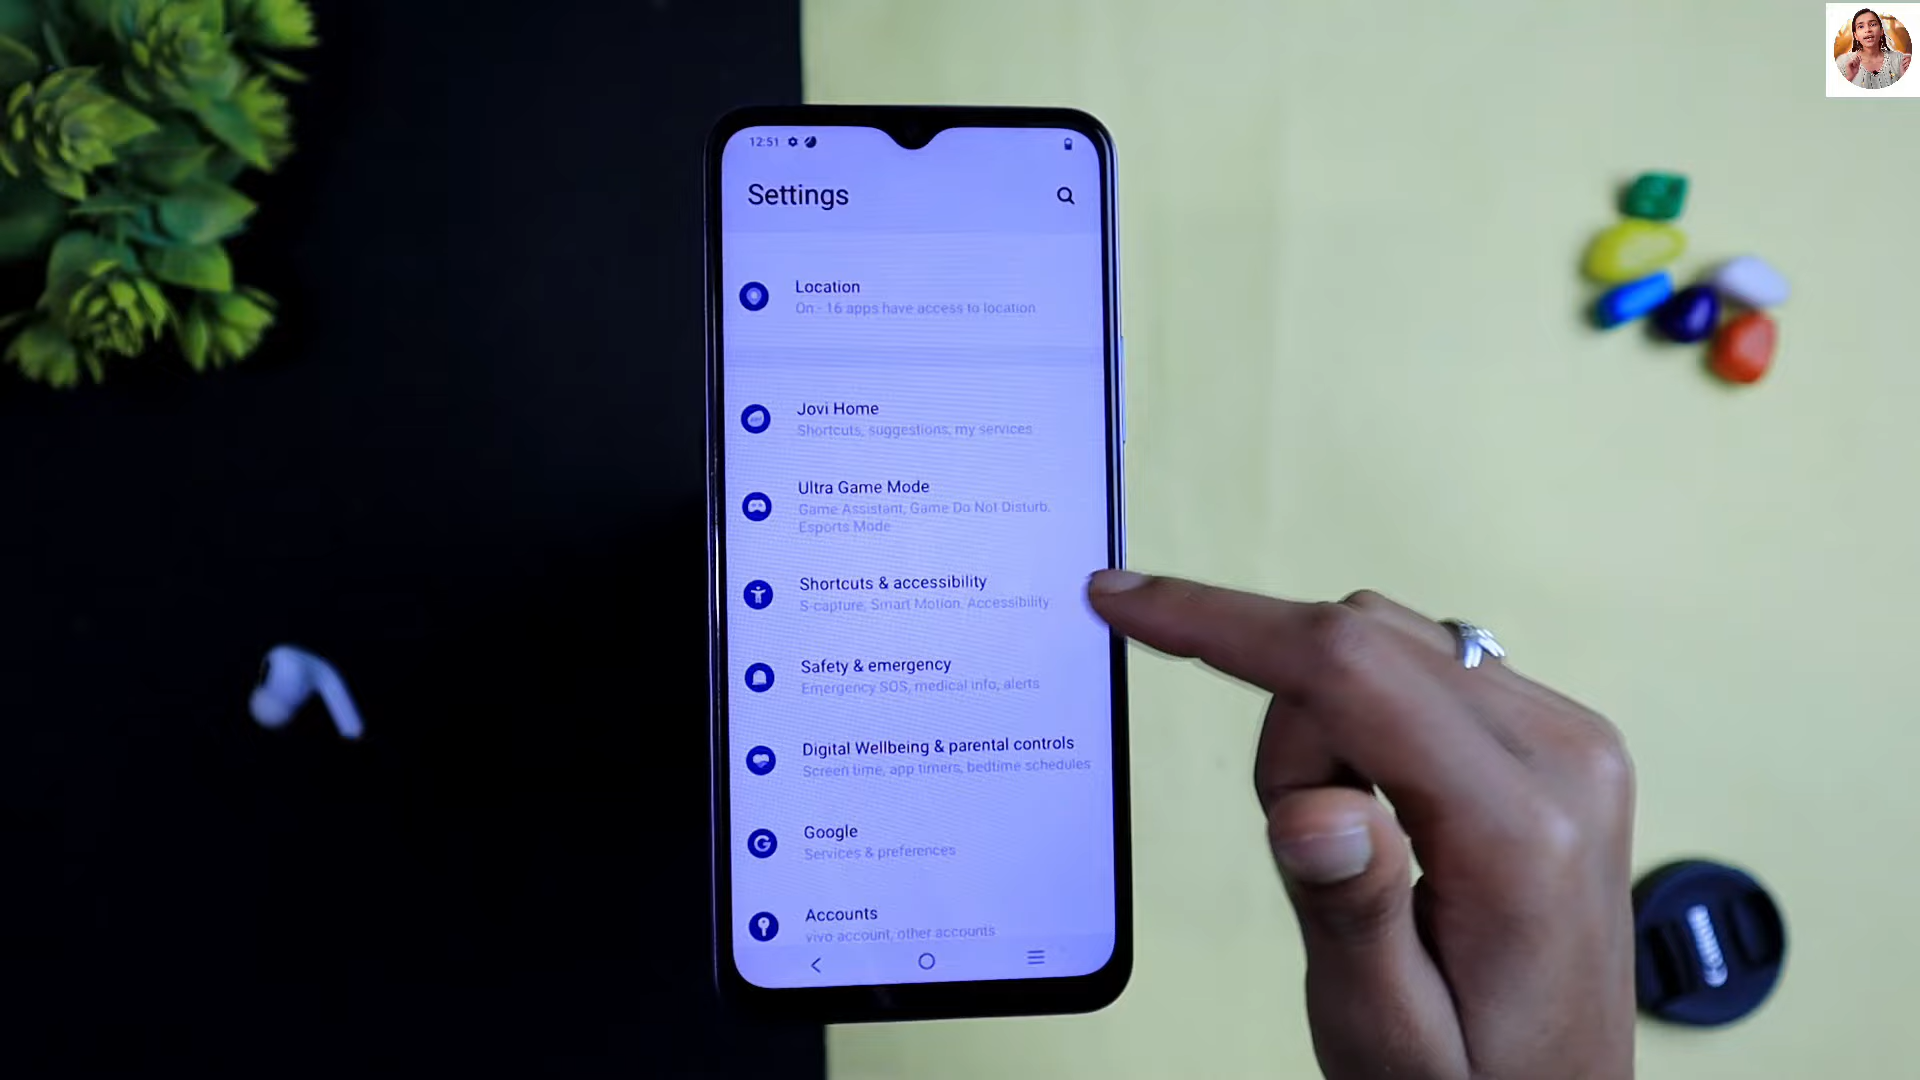 12:51
Settings
Location
On - 16 apps have access to location
Jovi Home
Shortcuts, suggestions, my services
Ultra Game Mode
Game Assistant, Game Do Not Disturb,
Esports Mode
Shortcuts & accessibility
S-capture, Smart Motion, Accessibility
Safety & emergency
Emergency SOS, medical info, alerts
Digital Wellbeing & parental controls
Screen time, app timers, bedtime schedules
Google
Services & preferences
Accounts
vivo account, other accounts
Canon